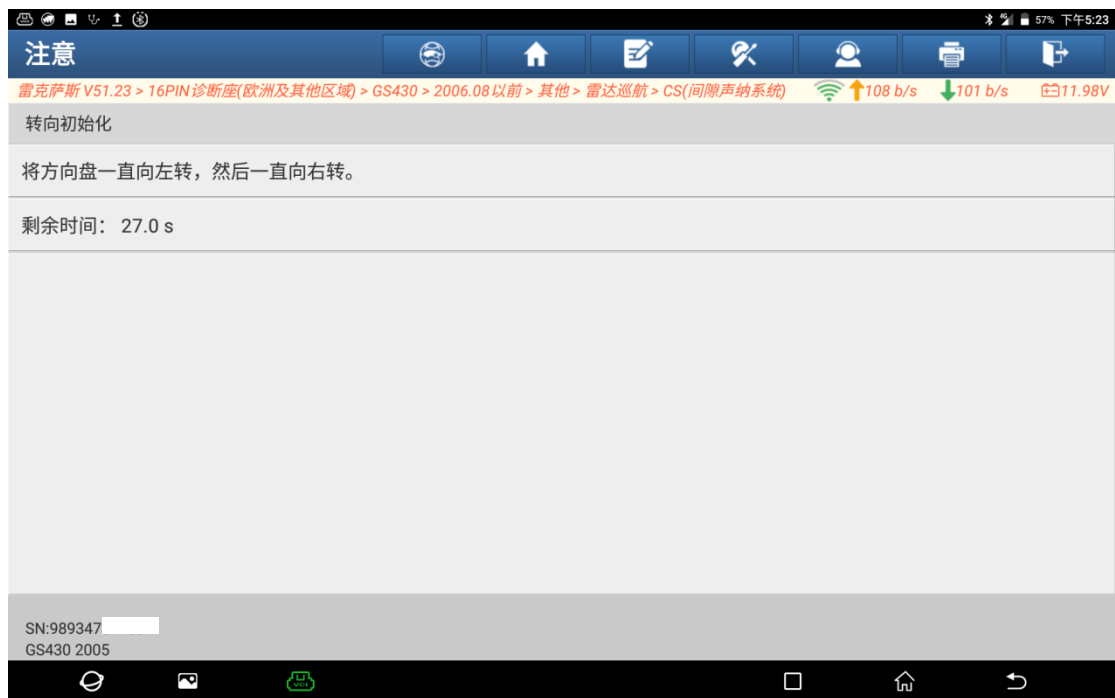 57% 下午5:23
注意
雷克萨斯 V51.23 > 16PIN诊断座(欧洲及其他区域) > GS430 > 2006.08以前 > 其他 > 雷达巡航 > CS(间隙声纳系统) 108 b/s 101 b/s 11.98V
转向初始化
将方向盘一直向左转，然后一直向右转。
剩余时间： 27.0 s
SN:989347
GS430 2005
VCI